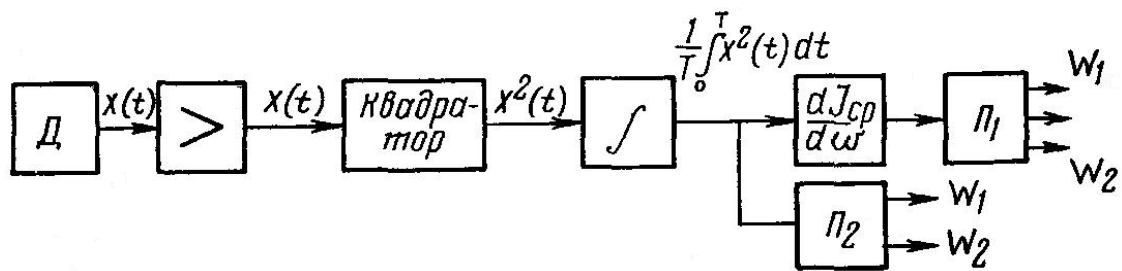 1/T ∫₀ᵀ x²(t) dt
Д
x(t)
>
x(t)
Квадра-
тор
x²(t)
∫
dJср/dω
П₁
W₁
W₂
П₂
W₁
W₂